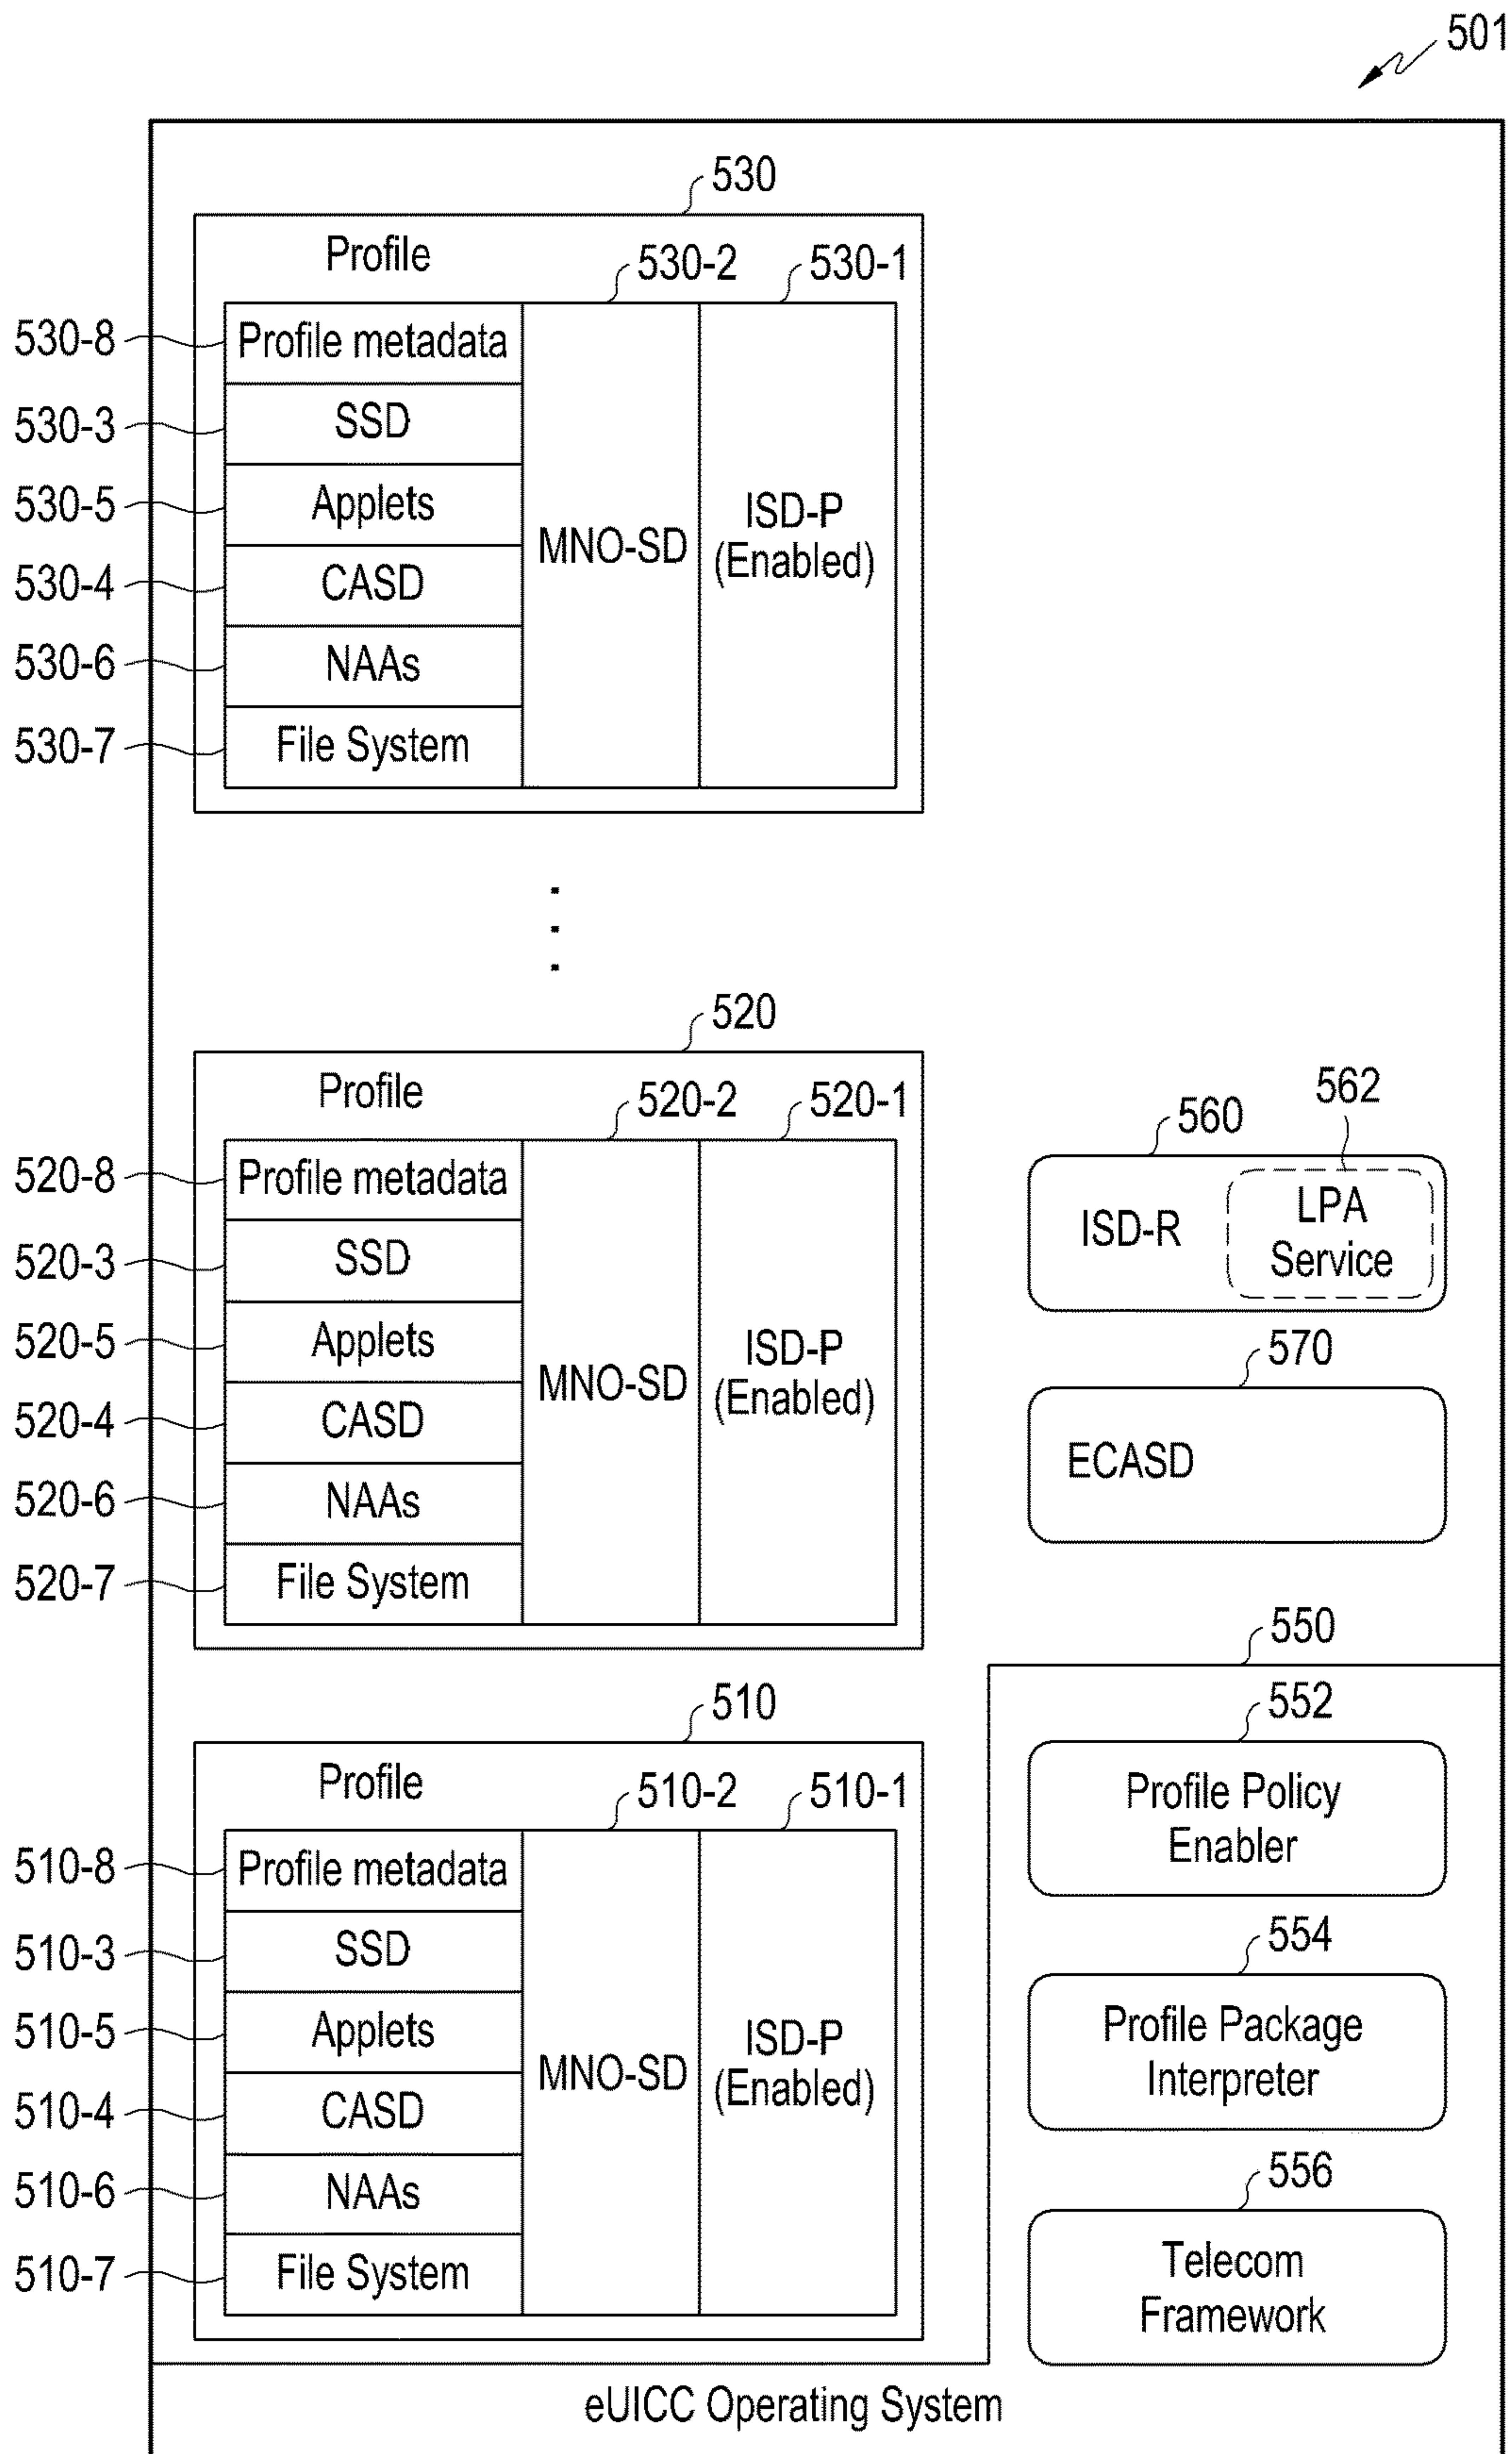 501
530
Profile
530-2
530-1
530-8
Profile metadata
530-3
SSD
530-5
Applets
530-4
CASD
530-6
NAAs
530-7
File System
MNO-SD
ISD-P
(Enabled)
520
Profile
520-2
520-1
520-8
Profile metadata
520-3
SSD
520-5
Applets
520-4
CASD
520-6
NAAs
520-7
File System
MNO-SD
ISD-P
(Enabled)
560
562
ISD-R
LPA
Service
570
ECASD
510
Profile
510-2
510-1
510-8
Profile metadata
510-3
SSD
510-5
Applets
510-4
CASD
510-6
NAAs
510-7
File System
MNO-SD
ISD-P
(Enabled)
550
552
Profile Policy
Enabler
554
Profile Package
Interpreter
556
Telecom
Framework
eUICC Operating System